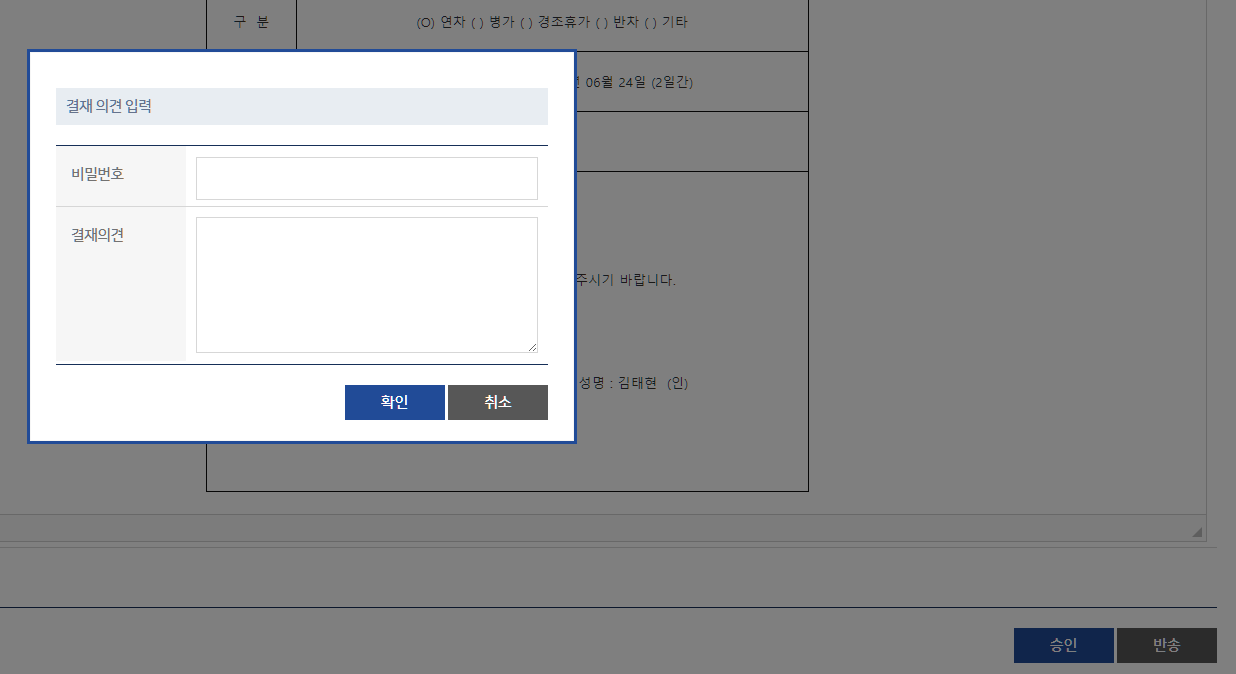 구 분
(O) 연차 ( ) 병가 ( ) 경조휴가 ( ) 반차 ( ) 기타
06월 24일 (2일간)
결재 의견 입력
비밀번호
결재의견
주시기 바랍니다.
성명 : 김태현 (인)
확인
취소
승인
반송